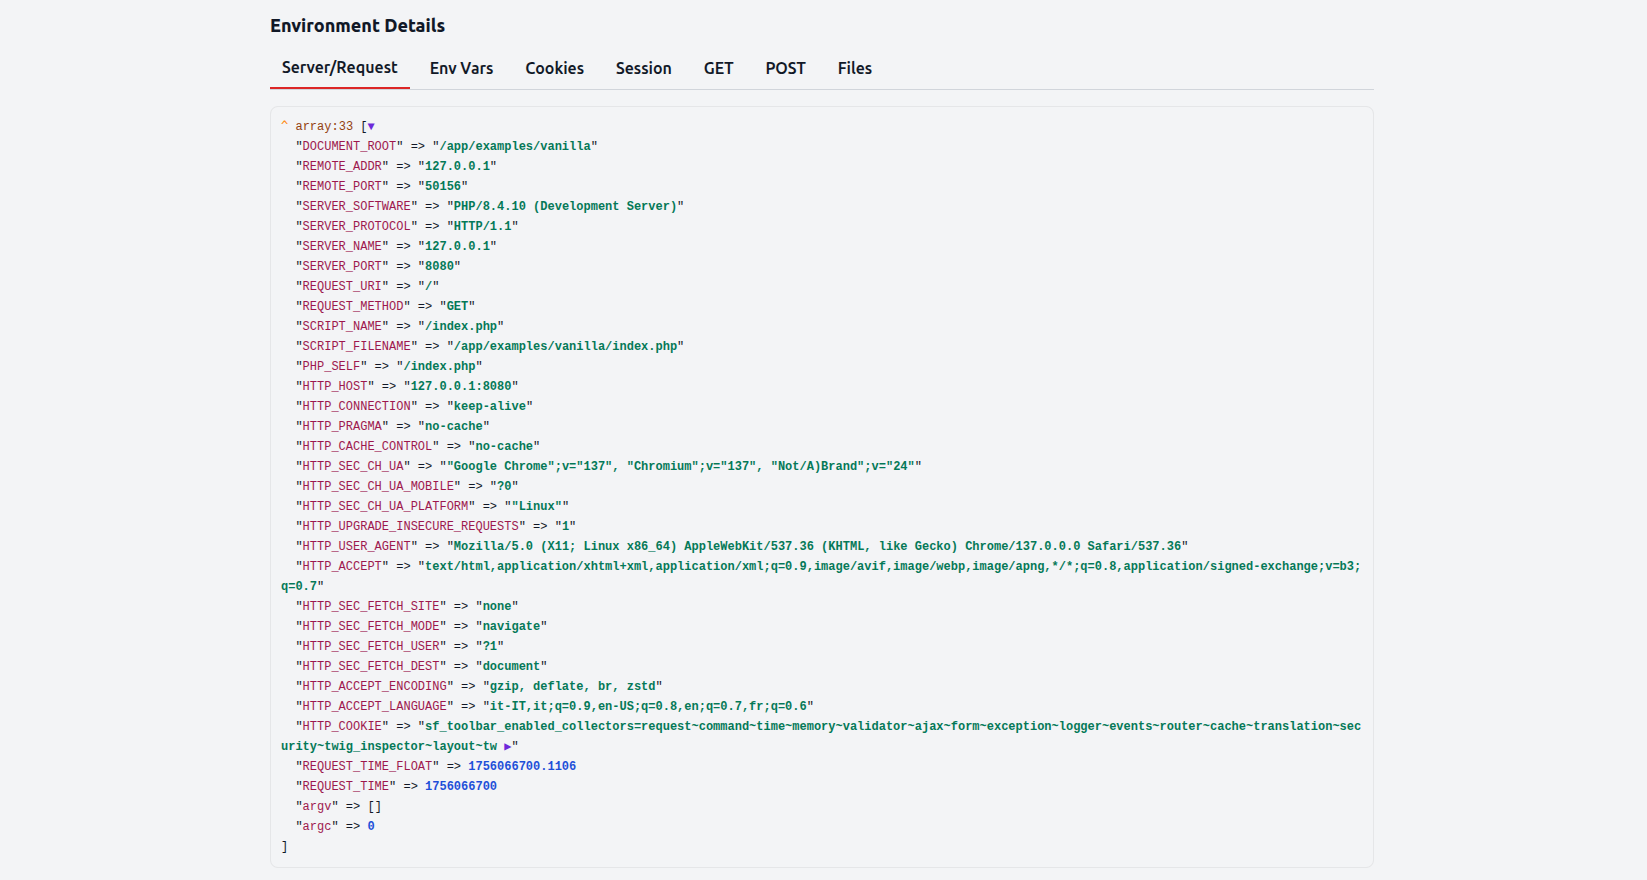 Environment Details
Server/Request Env Vars Cookies Session GET POST Files
^ array:33 [▼
"DOCUMENT_ROOT" => "/app/examples/vanilla"
"REMOTE_ADDR" => "127.0.0.1"
"REMOTE_PORT" => "50156"
"SERVER_SOFTWARE" => "PHP/8.4.10 (Development Server)"
"SERVER_PROTOCOL" => "HTTP/1.1"
"SERVER_NAME" => "127.0.0.1"
"SERVER_PORT" => "8080"
"REQUEST_URI" => "/"
"REQUEST_METHOD" => "GET"
"SCRIPT_NAME" => "/index.php"
"SCRIPT_FILENAME" => "/app/examples/vanilla/index.php"
"PHP_SELF" => "/index.php"
"HTTP_HOST" => "127.0.0.1:8080"
"HTTP_CONNECTION" => "keep-alive"
"HTTP_PRAGMA" => "no-cache"
"HTTP_CACHE_CONTROL" => "no-cache"
"HTTP_SEC_CH_UA" => ""Google Chrome";v="137", "Chromium";v="137", "Not/A)Brand";v="24""
"HTTP_SEC_CH_UA_MOBILE" => "?0"
"HTTP_SEC_CH_UA_PLATFORM" => ""Linux""
"HTTP_UPGRADE_INSECURE_REQUESTS" => "1"
"HTTP_USER_AGENT" => "Mozilla/5.0 (X11; Linux x86_64) AppleWebKit/537.36 (KHTML, like Gecko) Chrome/137.0.0.0 Safari/537.36"
"HTTP_ACCEPT" => "text/html,application/xhtml+xml,application/xml;q=0.9,image/avif,image/webp,image/apng,*/*;q=0.8,application/signed-exchange;v=b3;
q=0.7"
"HTTP_SEC_FETCH_SITE" => "none"
"HTTP_SEC_FETCH_MODE" => "navigate"
"HTTP_SEC_FETCH_USER" => "?1"
"HTTP_SEC_FETCH_DEST" => "document"
"HTTP_ACCEPT_ENCODING" => "gzip, deflate, br, zstd"
"HTTP_ACCEPT_LANGUAGE" => "it-IT,it;q=0.9,en-US;q=0.8,en;q=0.7,fr;q=0.6"
"HTTP_COOKIE" => "sf_toolbar_enabled_collectors=request~command~time~memory~validator~ajax~form~exception~logger~events~router~cache~translation~sec
urity~twig_inspector~layout~tw ▶"
"REQUEST_TIME_FLOAT" => 1756066700.1106
"REQUEST_TIME" => 1756066700
"argv" => []
"argc" => 0
]